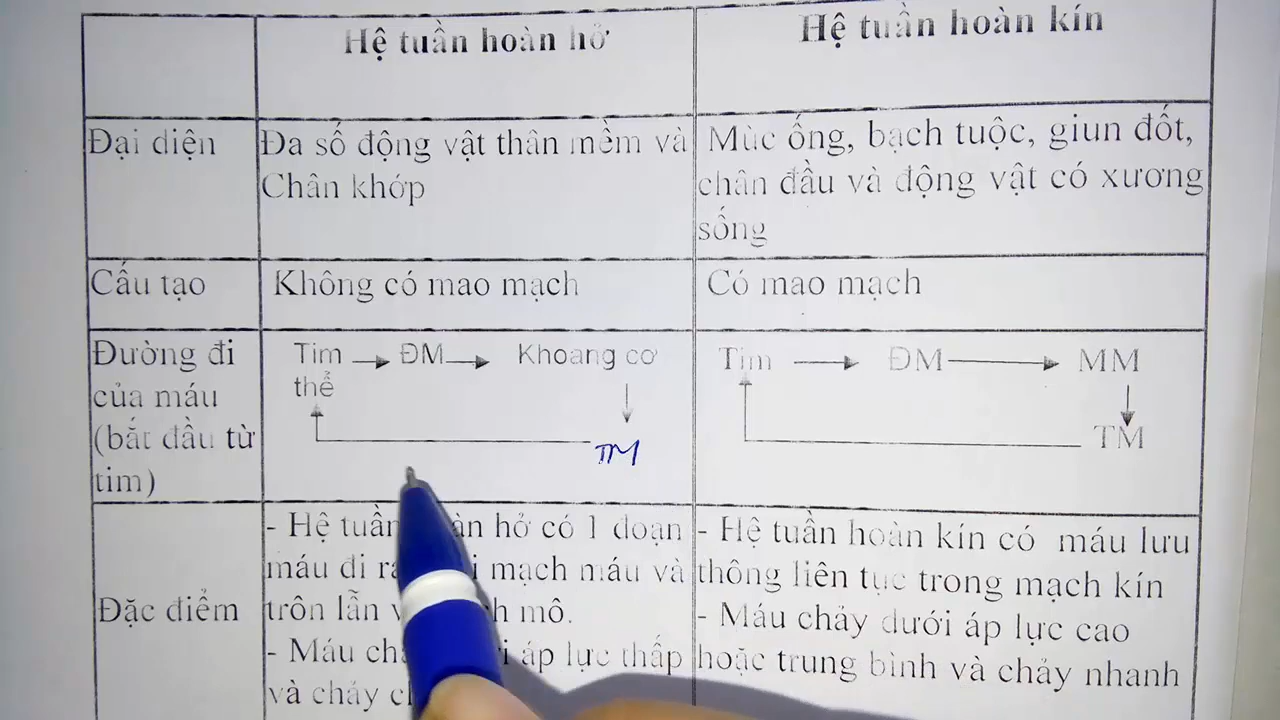 Hệ tuần hoàn hở
Hệ tuần hoàn kín
Đại diện
Đa số động vật thân mềm và
Chân khớp
Mùc ống, bạch tuộc, giun đốt,
chân đầu và động vật có xương
sống
Cấu tạo
Không có mao mạch
Có mao mạch
Đường đi
của máu
(bắt đầu từ
tim)
Tim ĐM Khoang cơ
thể
TM
Tim ĐM MM
TM
Đặc điểm
- Hệ tuần hở có 1 đoạn
máu đi mạch máu và
trôn lẫn mô.
- Máu áp lực thấp
và chảy
- Hệ tuần hoàn kín có máu lưu
thông liên tục trong mạch kín
- Máu chảy dưới áp lực cao
hoặc trung bình và chảy nhanh